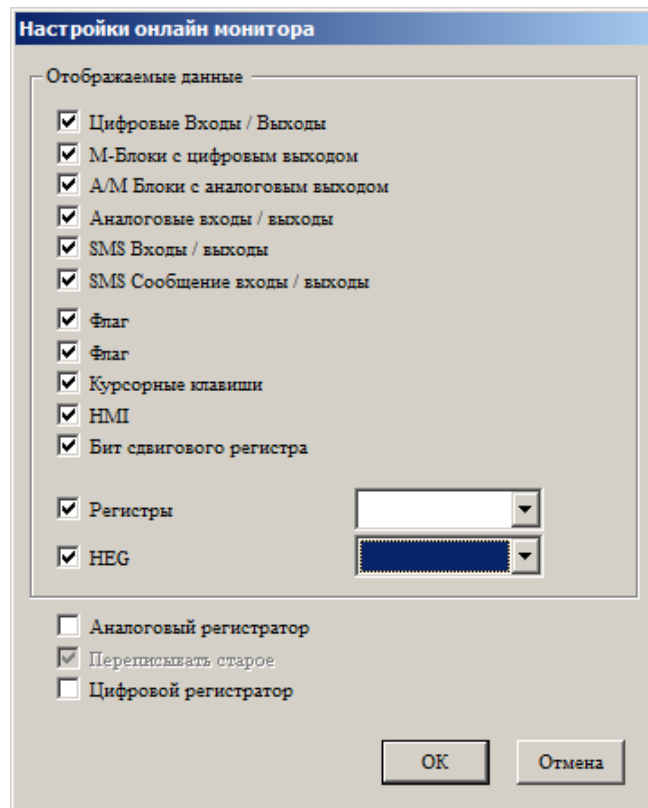 Настройки онлайн монитора
Отображаемые данные
Цифровые Входы / Выходы
М-Блоки с цифровым выходом
А/М Блоки с аналоговым выходом
Аналоговые входы / выходы
SMS Входы / выходы
SMS Сообщение входы / выходы
Флаг
Флаг
Курсорные клавиши
HMI
Бит сдвигового регистра
Регистры
HEG
Аналоговый регистратор
Переписывать старое
Цифровой регистратор
OK Отмена